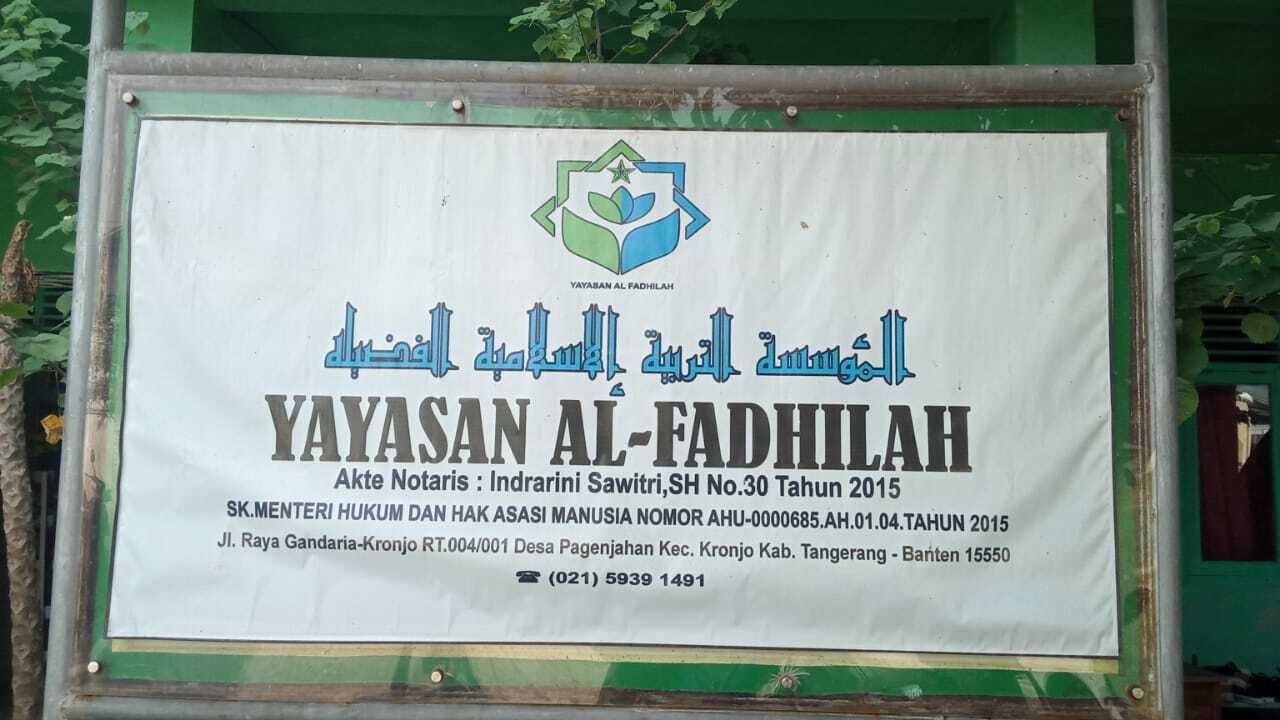 YAYASAN AL FADHILAH
المؤسسة التربية إلإسلامية الفضيله
YAYASAN AL-FADHILAH
Akte Notaris : Indrarini Sawitri,SH No.30 Tahun 2015
SK.MENTERI HUKUM DAN HAK ASASI MANUSIA NOMOR AHU-0000685.AH.01.04.TAHUN 2015
Jl. Raya Gandaria-Kronjo RT.004/001 Desa Pagenjahan Kec. Kronjo Kab. Tangerang - Banten 15550
☎ (021) 5939 1491